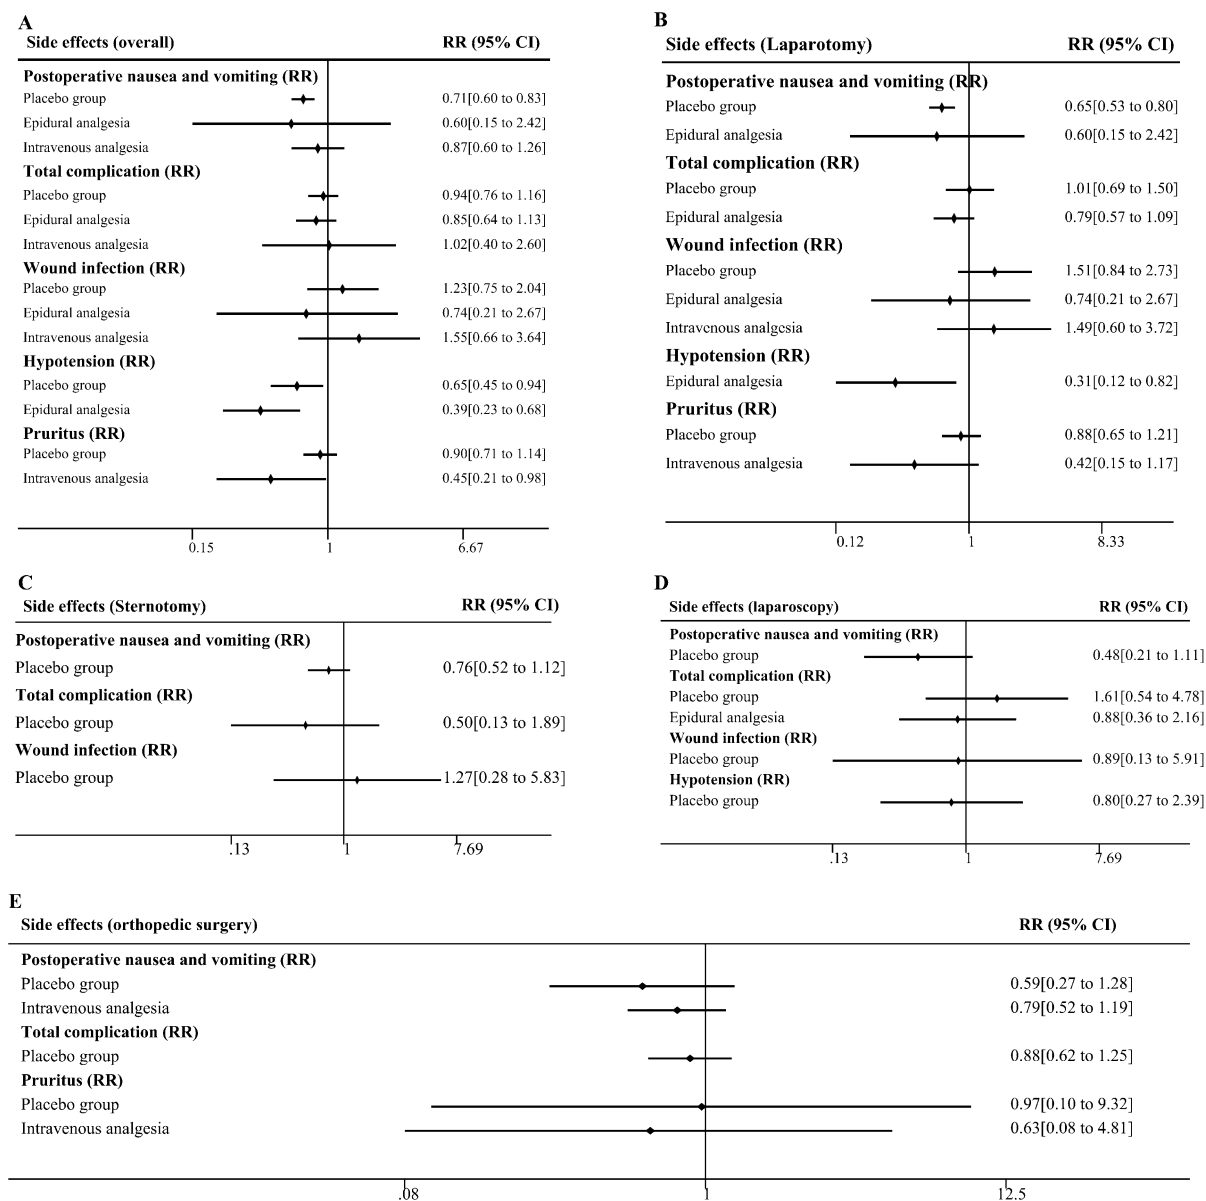 A
Side effects (overall) RR (95% CI)
Postoperative nausea and vomiting (RR)
Placebo group 0.71[0.60 to 0.83]
Epidural analgesia 0.60[0.15 to 2.42]
Intravenous analgesia 0.87[0.60 to 1.26]
Total complication (RR)
Placebo group 0.94[0.76 to 1.16]
Epidural analgesia 0.85[0.64 to 1.13]
Intravenous analgesia 1.02[0.40 to 2.60]
Wound infection (RR)
Placebo group 1.23[0.75 to 2.04]
Epidural analgesia 0.74[0.21 to 2.67]
Intravenous analgesia 1.55[0.66 to 3.64]
Hypotension (RR)
Placebo group 0.65[0.45 to 0.94]
Epidural analgesia 0.39[0.23 to 0.68]
Pruritus (RR)
Placebo group 0.90[0.71 to 1.14]
Intravenous analgesia 0.45[0.21 to 0.98]
0.15 1 6.67
B
Side effects (Laparotomy) RR (95% CI)
Postoperative nausea and vomiting (RR)
Placebo group 0.65[0.53 to 0.80]
Epidural analgesia 0.60[0.15 to 2.42]
Total complication (RR)
Placebo group 1.01[0.69 to 1.50]
Epidural analgesia 0.79[0.57 to 1.09]
Wound infection (RR)
Placebo group 1.51[0.84 to 2.73]
Epidural analgesia 0.74[0.21 to 2.67]
Intravenous analgesia 1.49[0.60 to 3.72]
Hypotension (RR)
Epidural analgesia 0.31[0.12 to 0.82]
Pruritus (RR)
Placebo group 0.88[0.65 to 1.21]
Intravenous analgesia 0.42[0.15 to 1.17]
0.12 1 8.33
C
Side effects (Sternotomy) RR (95% CI)
Postoperative nausea and vomiting (RR)
Placebo group 0.76[0.52 to 1.12]
Total complication (RR)
Placebo group 0.50[0.13 to 1.89]
Wound infection (RR)
Placebo group 1.27[0.28 to 5.83]
.13 1 7.69
D
Side effects (laparoscopy) RR (95% CI)
Postoperative nausea and vomiting (RR)
Placebo group 0.48[0.21 to 1.11]
Total complication (RR)
Placebo group 1.61[0.54 to 4.78]
Epidural analgesia 0.88[0.36 to 2.16]
Wound infection (RR)
Placebo group 0.89[0.13 to 5.91]
Hypotension (RR)
Placebo group 0.80[0.27 to 2.39]
.13 1 7.69
E
Side effects (orthopedic surgery) RR (95% CI)
Postoperative nausea and vomiting (RR)
Placebo group 0.59[0.27 to 1.28]
Intravenous analgesia 0.79[0.52 to 1.19]
Total complication (RR)
Placebo group 0.88[0.62 to 1.25]
Pruritus (RR)
Placebo group 0.97[0.10 to 9.32]
Intravenous analgesia 0.63[0.08 to 4.81]
.08 1 12.5